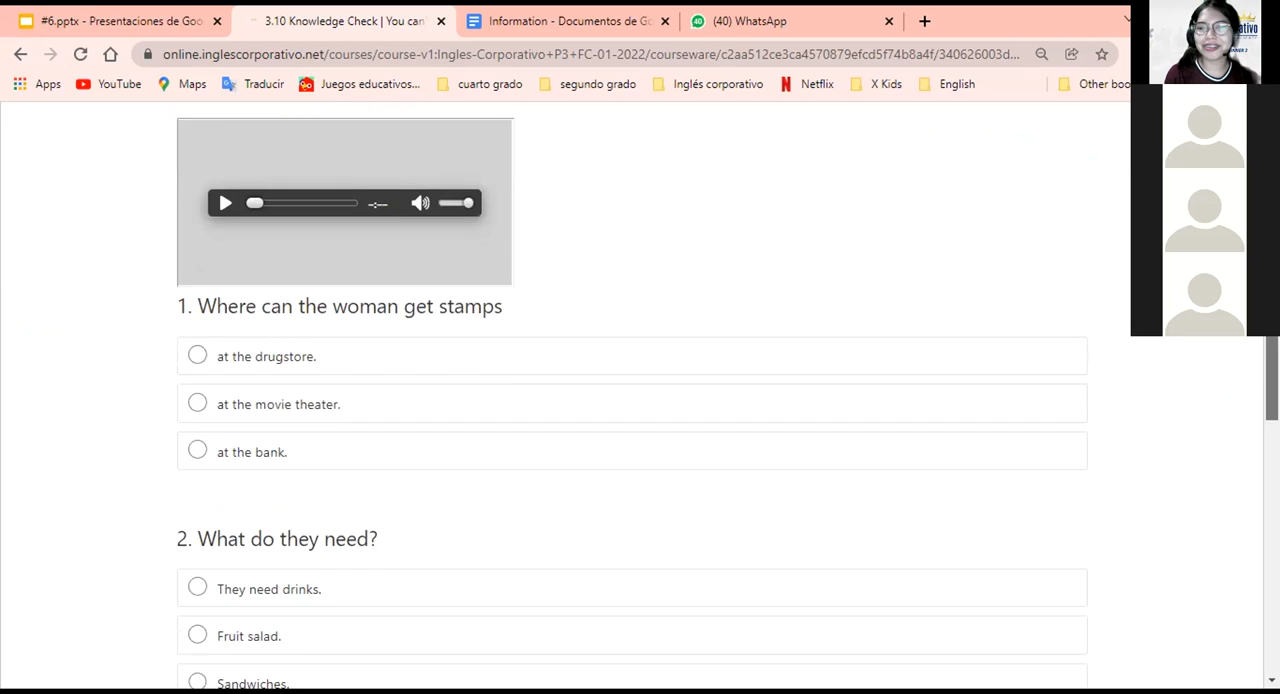 #6.pptx - Presentaciones de Goo
3.10 Knowledge Check | You can'
Information - Documentos de Go
(40) WhatsApp
online.inglescorporativo.net/courses/course-v1:Ingles-Corporativo+P3+FC-01-2022/courseware/c2aa512ce3ca4570879efcd5f74b8a4f/340626003d...
Apps
YouTube
Maps
Traducir
Juegos educativos...
cuarto grado
segundo grado
Inglés corporativo
Netflix
X Kids
English
Other boo
-:--
1. Where can the woman get stamps
at the drugstore.
at the movie theater.
at the bank.
2. What do they need?
They need drinks.
Fruit salad.
Sandwiches.